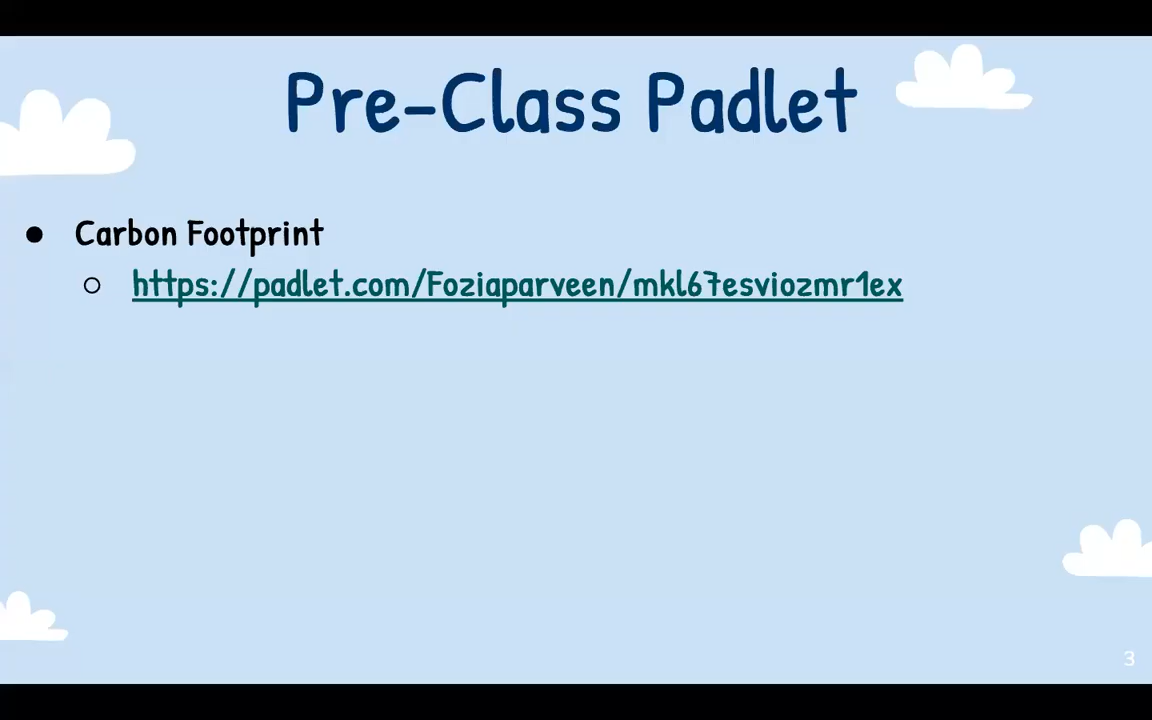 Pre-Class Padlet
● Carbon Footprint
○ https://padlet.com/Foziaparveen/mkl67esviozmr1ex
3